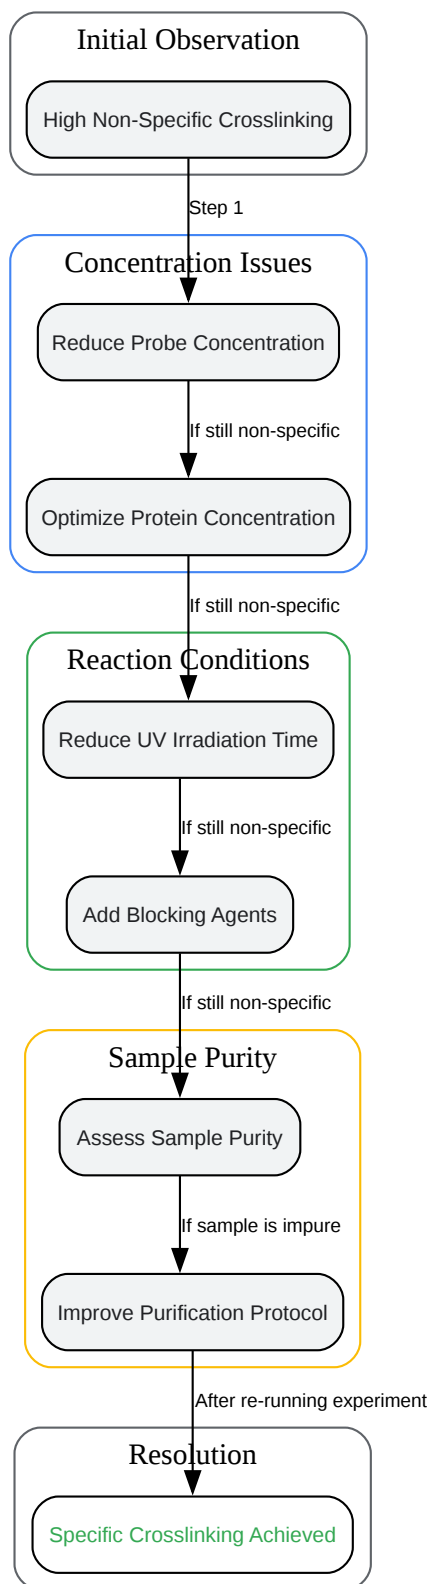 Initial Observation
High Non-Specific Crosslinking
Step 1
Concentration Issues
Reduce Probe Concentration
If still non-specific
Optimize Protein Concentration
If still non-specific
Reaction Conditions
Reduce UV Irradiation Time
If still non-specific
Add Blocking Agents
If still non-specific
Sample Purity
Assess Sample Purity
If sample is impure
Improve Purification Protocol
After re-running experiment
Resolution
Specific Crosslinking Achieved